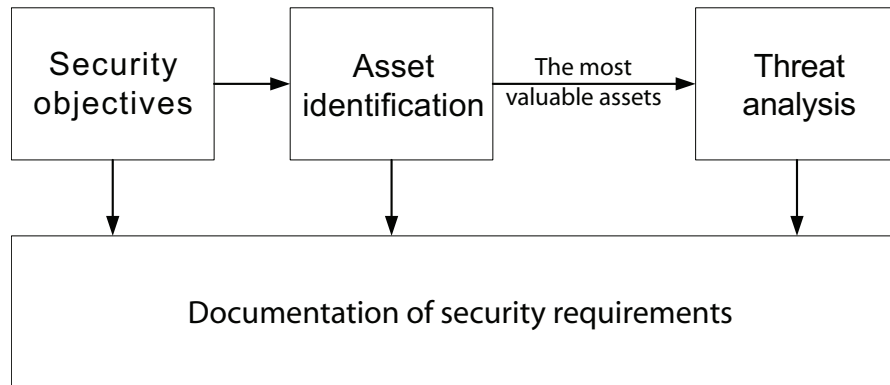 Security
objectives
Asset
identification
The most
valuable assets
Threat
analysis
Documentation of security requirements